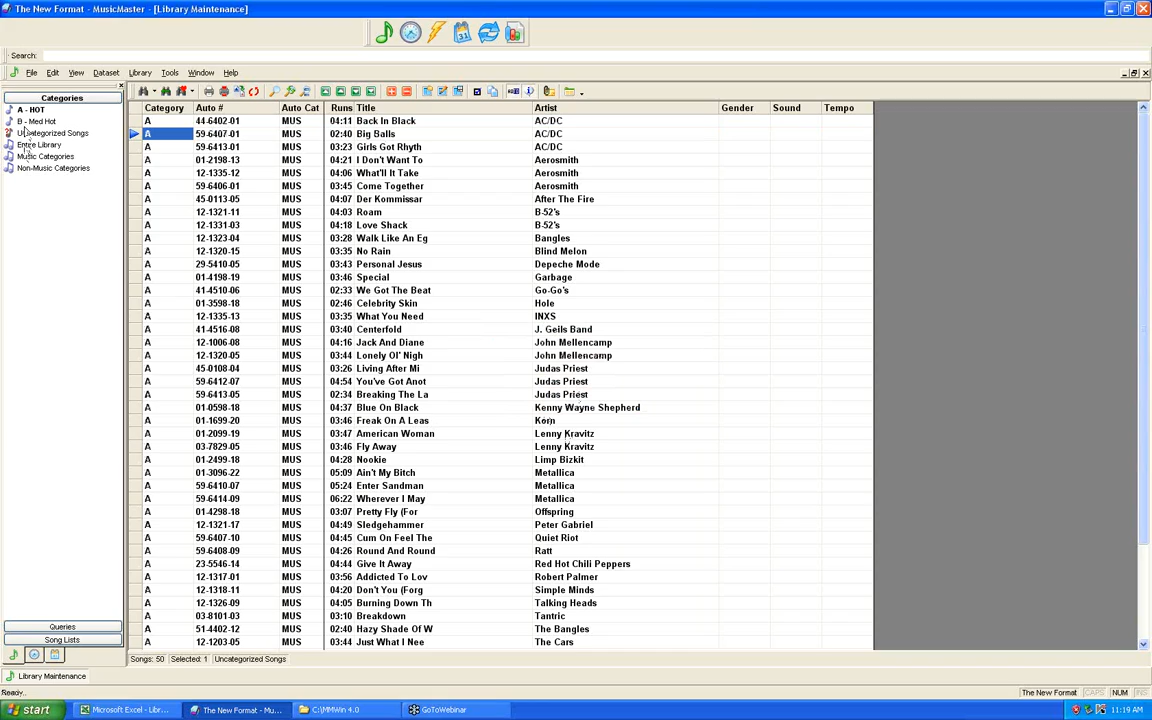 The New Format - MusicMaster - [Library Maintenance]
31
Search:
File Edit View Dataset Library Tools Window Help
Categories
A - HOT
B - Med Hot
Uncategorized Songs
Entire Library
Music Categories
Non-Music Categories
Category Auto # Auto Cat Runs Title Artist Gender Sound Tempo
A 44-6402-01 MUS 04:11 Back In Black AC/DC
A 59-6407-01 MUS 02:40 Big Balls AC/DC
A 59-6413-01 MUS 03:23 Girls Got Rhyth AC/DC
A 01-2198-13 MUS 04:21 I Don't Want To Aerosmith
A 12-1335-12 MUS 04:06 What'll It Take Aerosmith
A 59-6406-01 MUS 03:45 Come Together Aerosmith
A 45-0113-05 MUS 04:07 Der Kommissar After The Fire
A 12-1321-11 MUS 04:03 Roam B-52's
A 12-1331-03 MUS 04:18 Love Shack B-52's
A 12-1323-04 MUS 03:28 Walk Like An Eg Bangles
A 12-1320-15 MUS 03:35 No Rain Blind Melon
A 29-5410-05 MUS 03:43 Personal Jesus Depeche Mode
A 01-4198-19 MUS 03:46 Special Garbage
A 41-4510-06 MUS 02:33 We Got The Beat Go-Go's
A 01-3598-18 MUS 02:46 Celebrity Skin Hole
A 12-1335-13 MUS 03:35 What You Need INXS
A 41-4516-08 MUS 03:40 Centerfold J. Geils Band
A 12-1006-08 MUS 04:16 Jack And Diane John Mellencamp
A 12-1320-05 MUS 03:44 Lonely Ol' Nigh John Mellencamp
A 45-0108-04 MUS 03:26 Living After Mi Judas Priest
A 59-6412-07 MUS 04:54 You've Got Anot Judas Priest
A 59-6413-05 MUS 02:34 Breaking The La Judas Priest
A 01-0598-18 MUS 04:37 Blue On Black Kenny Wayne Shepherd
A 01-1699-20 MUS 03:46 Freak On A Leas Korn
A 01-2099-19 MUS 03:47 American Woman Lenny Kravitz
A 03-7829-05 MUS 03:46 Fly Away Lenny Kravitz
A 01-2499-18 MUS 04:28 Nookie Limp Bizkit
A 01-3096-22 MUS 05:09 Ain't My Bitch Metallica
A 59-6410-07 MUS 05:24 Enter Sandman Metallica
A 59-6414-09 MUS 06:22 Wherever I May Metallica
A 01-4298-18 MUS 03:07 Pretty Fly (For Offspring
A 12-1321-17 MUS 04:49 Sledgehammer Peter Gabriel
A 59-6407-10 MUS 04:45 Cum On Feel The Quiet Riot
A 59-6408-09 MUS 04:26 Round And Round Ratt
A 23-5546-14 MUS 04:44 Give It Away Red Hot Chili Peppers
A 12-1317-01 MUS 03:56 Addicted To Lov Robert Palmer
A 12-1318-11 MUS 04:20 Don't You (Forg Simple Minds
A 12-1326-09 MUS 04:05 Burning Down Th Talking Heads
A 03-8101-03 MUS 03:10 Breakdown Tantric
A 51-4402-12 MUS 02:40 Hazy Shade Of W The Bangles
A 12-1203-05 MUS 03:44 Just What I Nee The Cars
Queries
Song Lists
Songs: 50 Selected: 1 Uncategorized Songs
Library Maintenance
Ready.. The New Format CAPS NUM INS
start Microsoft Excel - Libr... The New Format - Mu... C:\MMWin 4.0 GoToWebinar 11:19 AM